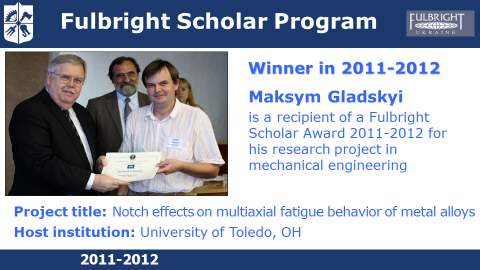 Fulbright Scholar Program
FULBRIGHT
UKRAINE
Winner in 2011-2012
Maksym Gladskyi
is a recipient of a Fulbright
Scholar Award 2011-2012 for
his research project in
mechanical engineering
Project title: Notch effects on multiaxial fatigue behavior of metal alloys
Host institution: University of Toledo, OH
2011-2012